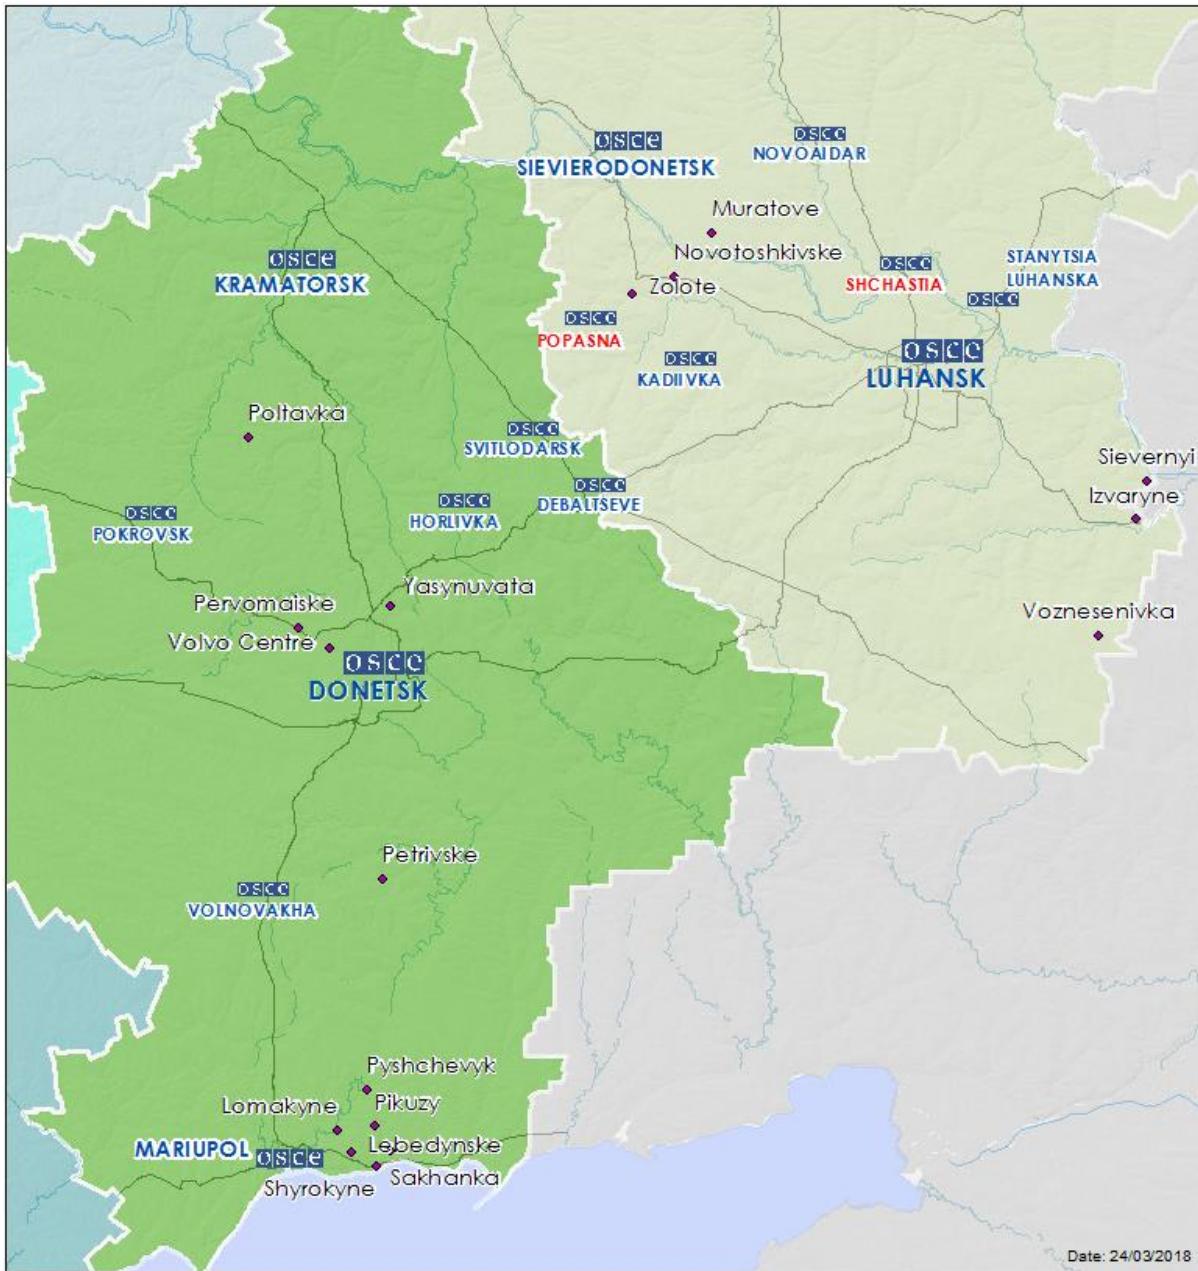 osce
SIEVIERODONETSK
osce
NOVOAIDAR
Muratove
Novotoshkivske
Zolote
osce
KRAMATORSK
osce
SHCHASTIA
STANYTSIA
LUHANSKA
osce
osce
POPASNA
osce
KADIIVKA
osce
LUHANSK
Poltavka
osce
SVITLODARSK
Sievernyi
Izvaryne
osce
POKROVSK
osce
HORLIVKA
osce
DEBALTSEVE
Yasynuvata
Pervomaiske
Volvo Centre
Voznesenivka
osce
DONETSK
Petrivske
osce
VOLNOVAKHA
Pyshchevyk
Pikuzy
Lomakyne
Lebedynske
MARIUPOL osce
Sakhanka
Shyrokyne
Date: 24/03/2018